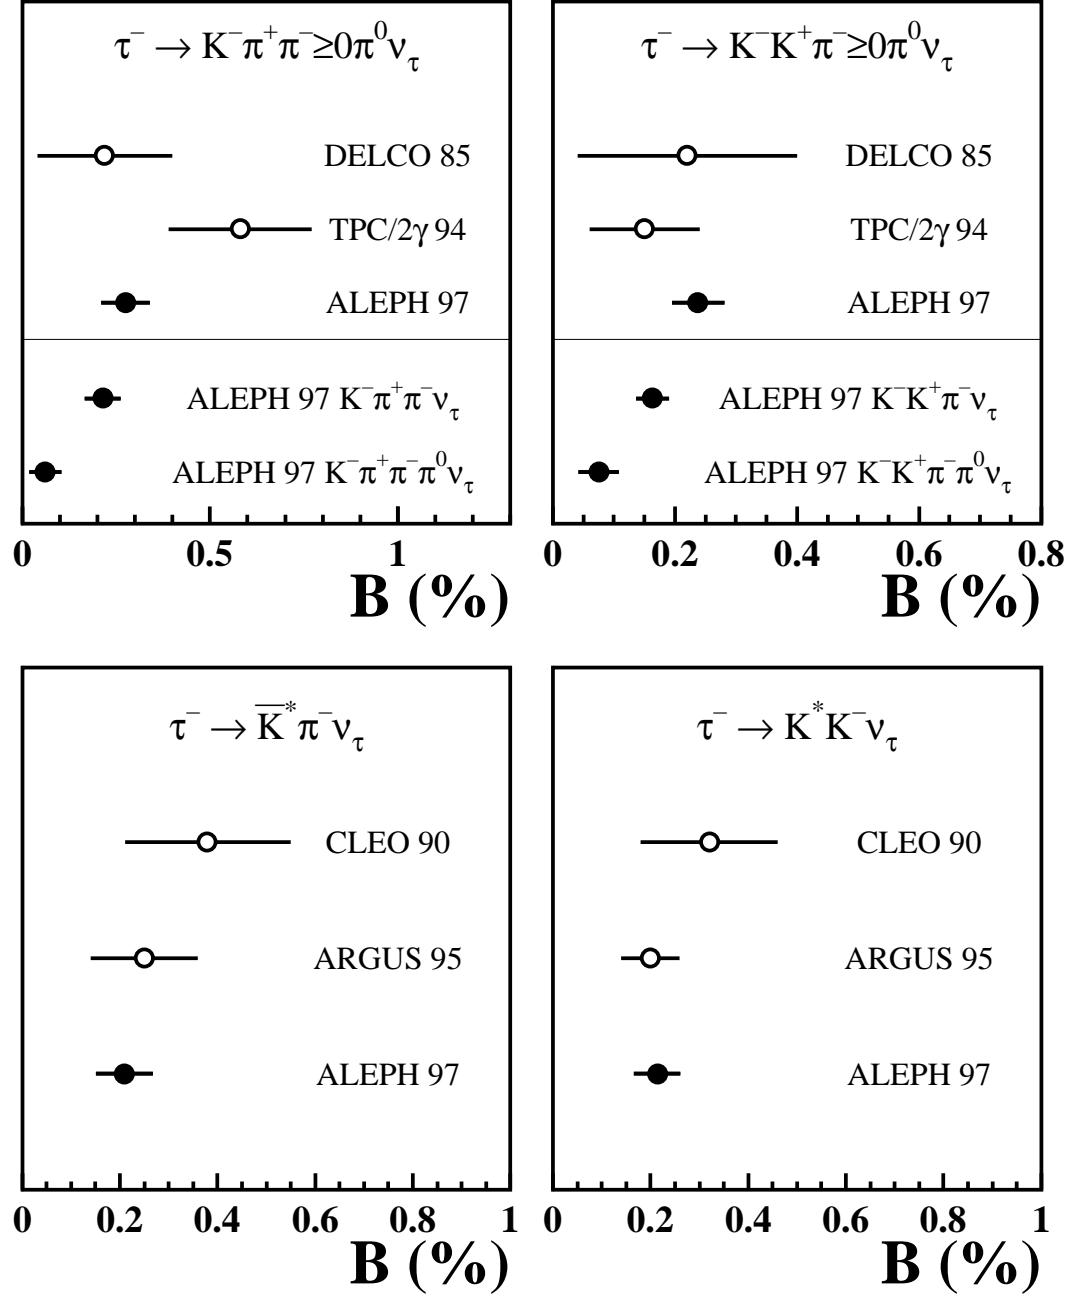 τ⁻ → K⁻π⁺π⁻≥0π⁰ν_τ
DELCO 85
TPC/2γ 94
ALEPH 97
ALEPH 97 K⁻π⁺π⁻ν_τ
ALEPH 97 K⁻π⁺π⁻π⁰ν_τ
0 0.5 1
B (%)
τ⁻ → K⁻K⁺π⁻≥0π⁰ν_τ
DELCO 85
TPC/2γ 94
ALEPH 97
ALEPH 97 K⁻K⁺π⁻ν_τ
ALEPH 97 K⁻K⁺π⁻π⁰ν_τ
0 0.2 0.4 0.6 0.8
B (%)
τ⁻ → K̅*π⁻ν_τ
CLEO 90
ARGUS 95
ALEPH 97
0 0.2 0.4 0.6 0.8 1
B (%)
τ⁻ → K*K⁻ν_τ
CLEO 90
ARGUS 95
ALEPH 97
0 0.2 0.4 0.6 0.8 1
B (%)